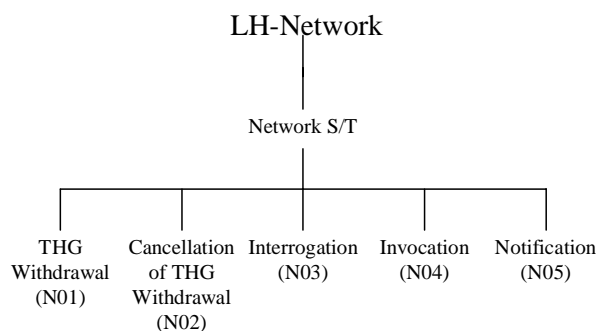 LH-Network
Network S/T
THG
Withdrawal
(N01)
Cancellation
of THG
Withdrawal
(N02)
Interrogation
(N03)
Invocation
(N04)
Notification
(N05)